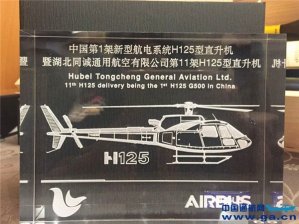 中国第1架新型航电系统H125型直升机
暨湖北同诚通用航空有限公司第11架H125型直升机
Hubei Tongcheng General Aviation Ltd.
11th H125 delivery being the 1st H125 G500 in China
H125
AIRBUS
中国通航网